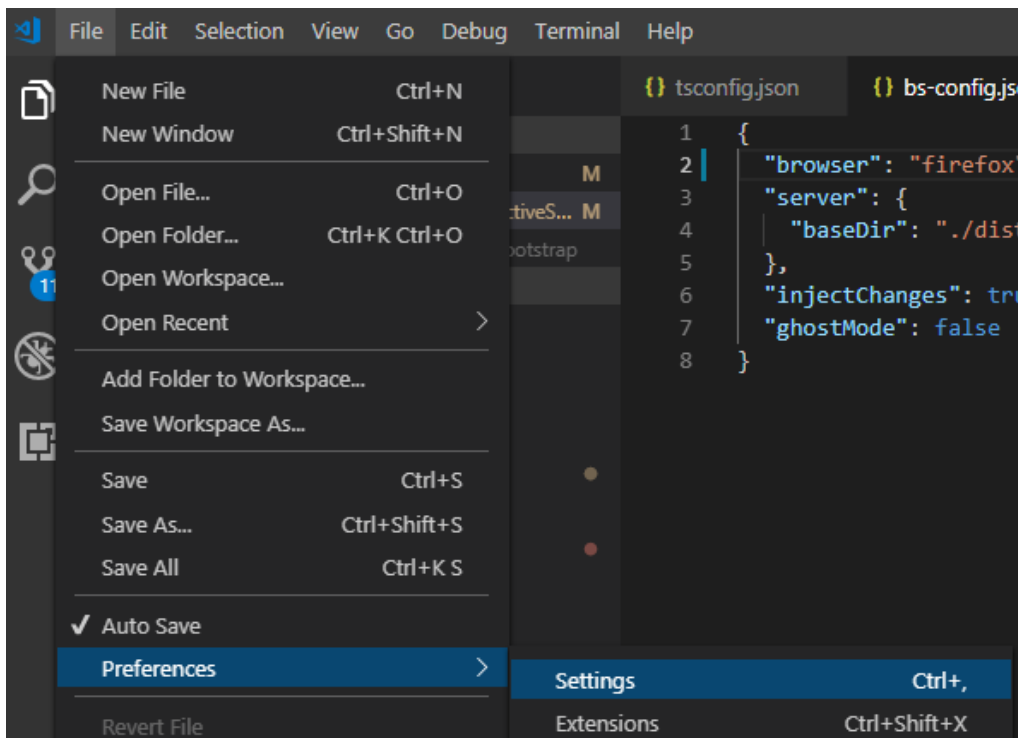 File Edit Selection View Go Debug Terminal Help
New File Ctrl+N
New Window Ctrl+Shift+N
Open File... Ctrl+O
Open Folder... Ctrl+K Ctrl+O
Open Workspace...
Open Recent
Add Folder to Workspace...
Save Workspace As...
Save Ctrl+S
Save As... Ctrl+Shift+S
Save All Ctrl+K S
Auto Save
Preferences
Revert File
Settings Ctrl+,
Extensions Ctrl+Shift+X
11
M
ctiveS... M
ootstrap
{} tsconfig.json {} bs-config.js
1 {
2 "browser": "firefox"
3 "server": {
4 "baseDir": "./dist
5 },
6 "injectChanges": tru
7 "ghostMode": false
8 }